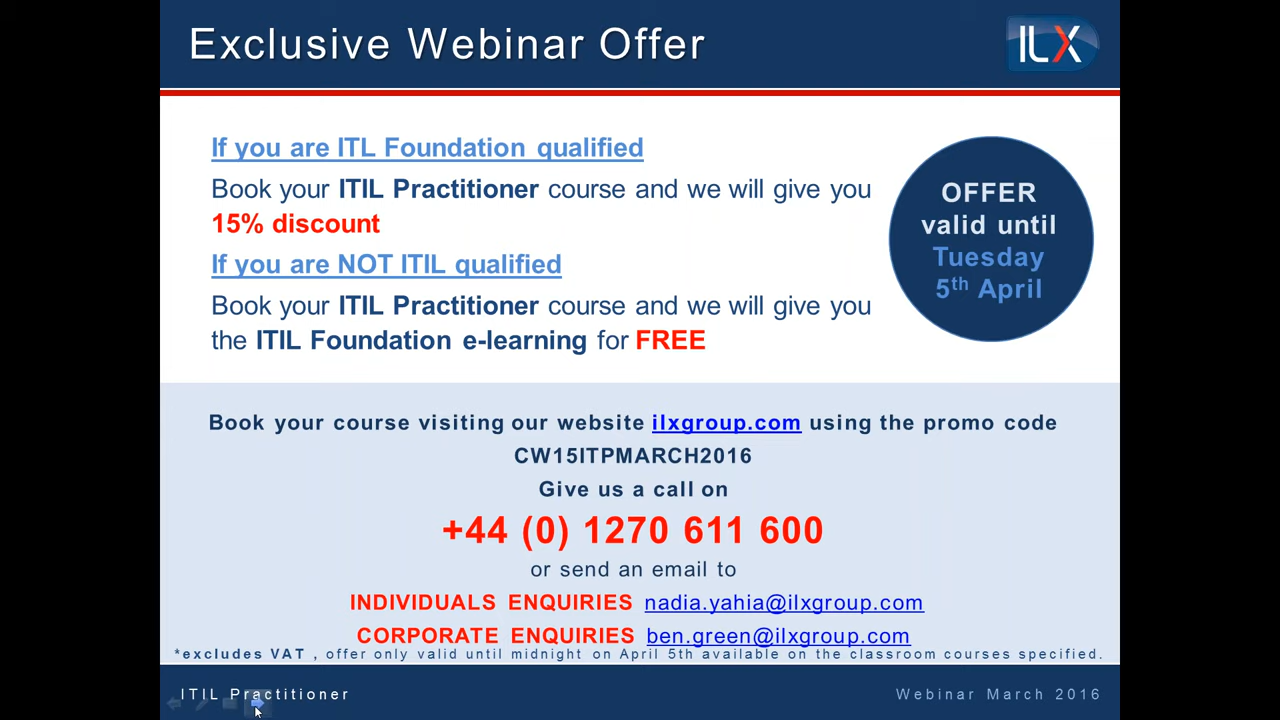 Exclusive Webinar Offer
ILX
If you are ITL Foundation qualified
Book your ITIL Practitioner course and we will give you
15% discount
If you are NOT ITIL qualified
Book your ITIL Practitioner course and we will give you
the ITIL Foundation e-learning for FREE
OFFER
valid until
Tuesday
5th April
Book your course visiting our website ilxgroup.com using the promo code
CW15ITPMARCH2016
Give us a call on
+44 (0) 1270 611 600
or send an email to
INDIVIDUALS ENQUIRIES nadia.yahia@ilxgroup.com
CORPORATE ENQUIRIES ben.green@ilxgroup.com
*excludes VAT , offer only valid until midnight on April 5th available on the classroom courses specified.
ITIL Practitioner
Webinar March 2016